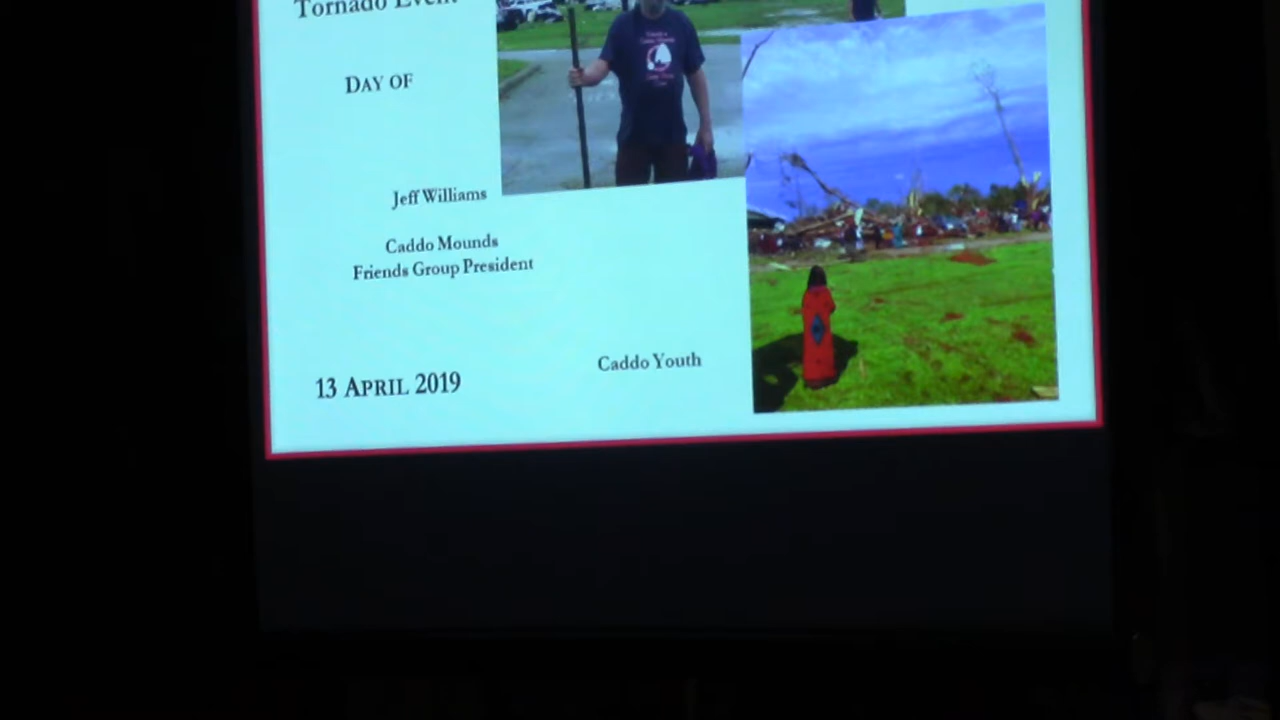 Tornado Event
DAY OF
Jeff Williams
Caddo Mounds
Friends Group President
Caddo Youth
13 APRIL 2019